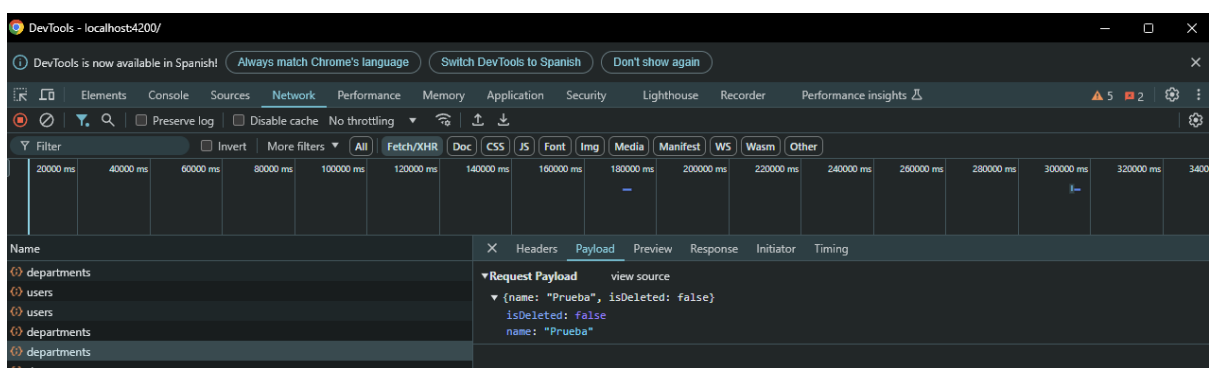 DevTools - localhost:4200/
DevTools is now available in Spanish! Always match Chrome's language Switch DevTools to Spanish Don't show again
Elements Console Sources Network Performance Memory Application Security Lighthouse Recorder Performance insights 5 2
Preserve log Disable cache No throttling
Filter Invert More filters All Fetch/XHR Doc CSS JS Font Img Media Manifest WS Wasm Other
20000 ms 40000 ms 60000 ms 80000 ms 100000 ms 120000 ms 140000 ms 160000 ms 180000 ms 200000 ms 220000 ms 240000 ms 260000 ms 280000 ms 300000 ms 320000 ms 3400
Name
departments
users
users
departments
departments
Headers Payload Preview Response Initiator Timing
Request Payload view source
{name: "Prueba", isDeleted: false}
isDeleted: false
name: "Prueba"